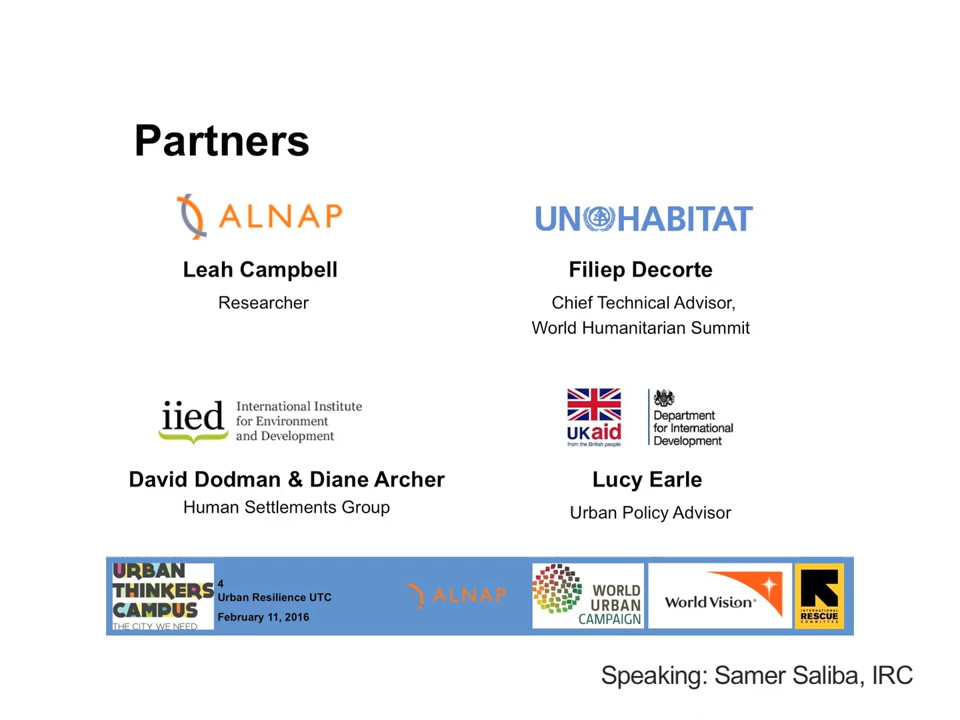 Partners
ALNAP
UN HABITAT
Leah Campbell
Filiep Decorte
Researcher
Chief Technical Advisor,
World Humanitarian Summit
iied
International Institute
for Environment
and Development
UKaid
from the British people
Department
for International
Development
David Dodman & Diane Archer
Lucy Earle
Human Settlements Group
Urban Policy Advisor
URBAN
THINKERS
CAMPUS
THE CITY WE NEED
4
Urban Resilience UTC
February 11, 2016
ALNAP
WORLD
URBAN
CAMPAIGN
World Vision
INTERNATIONAL
RESCUE
COMMITTEE
Speaking: Samer Saliba, IRC